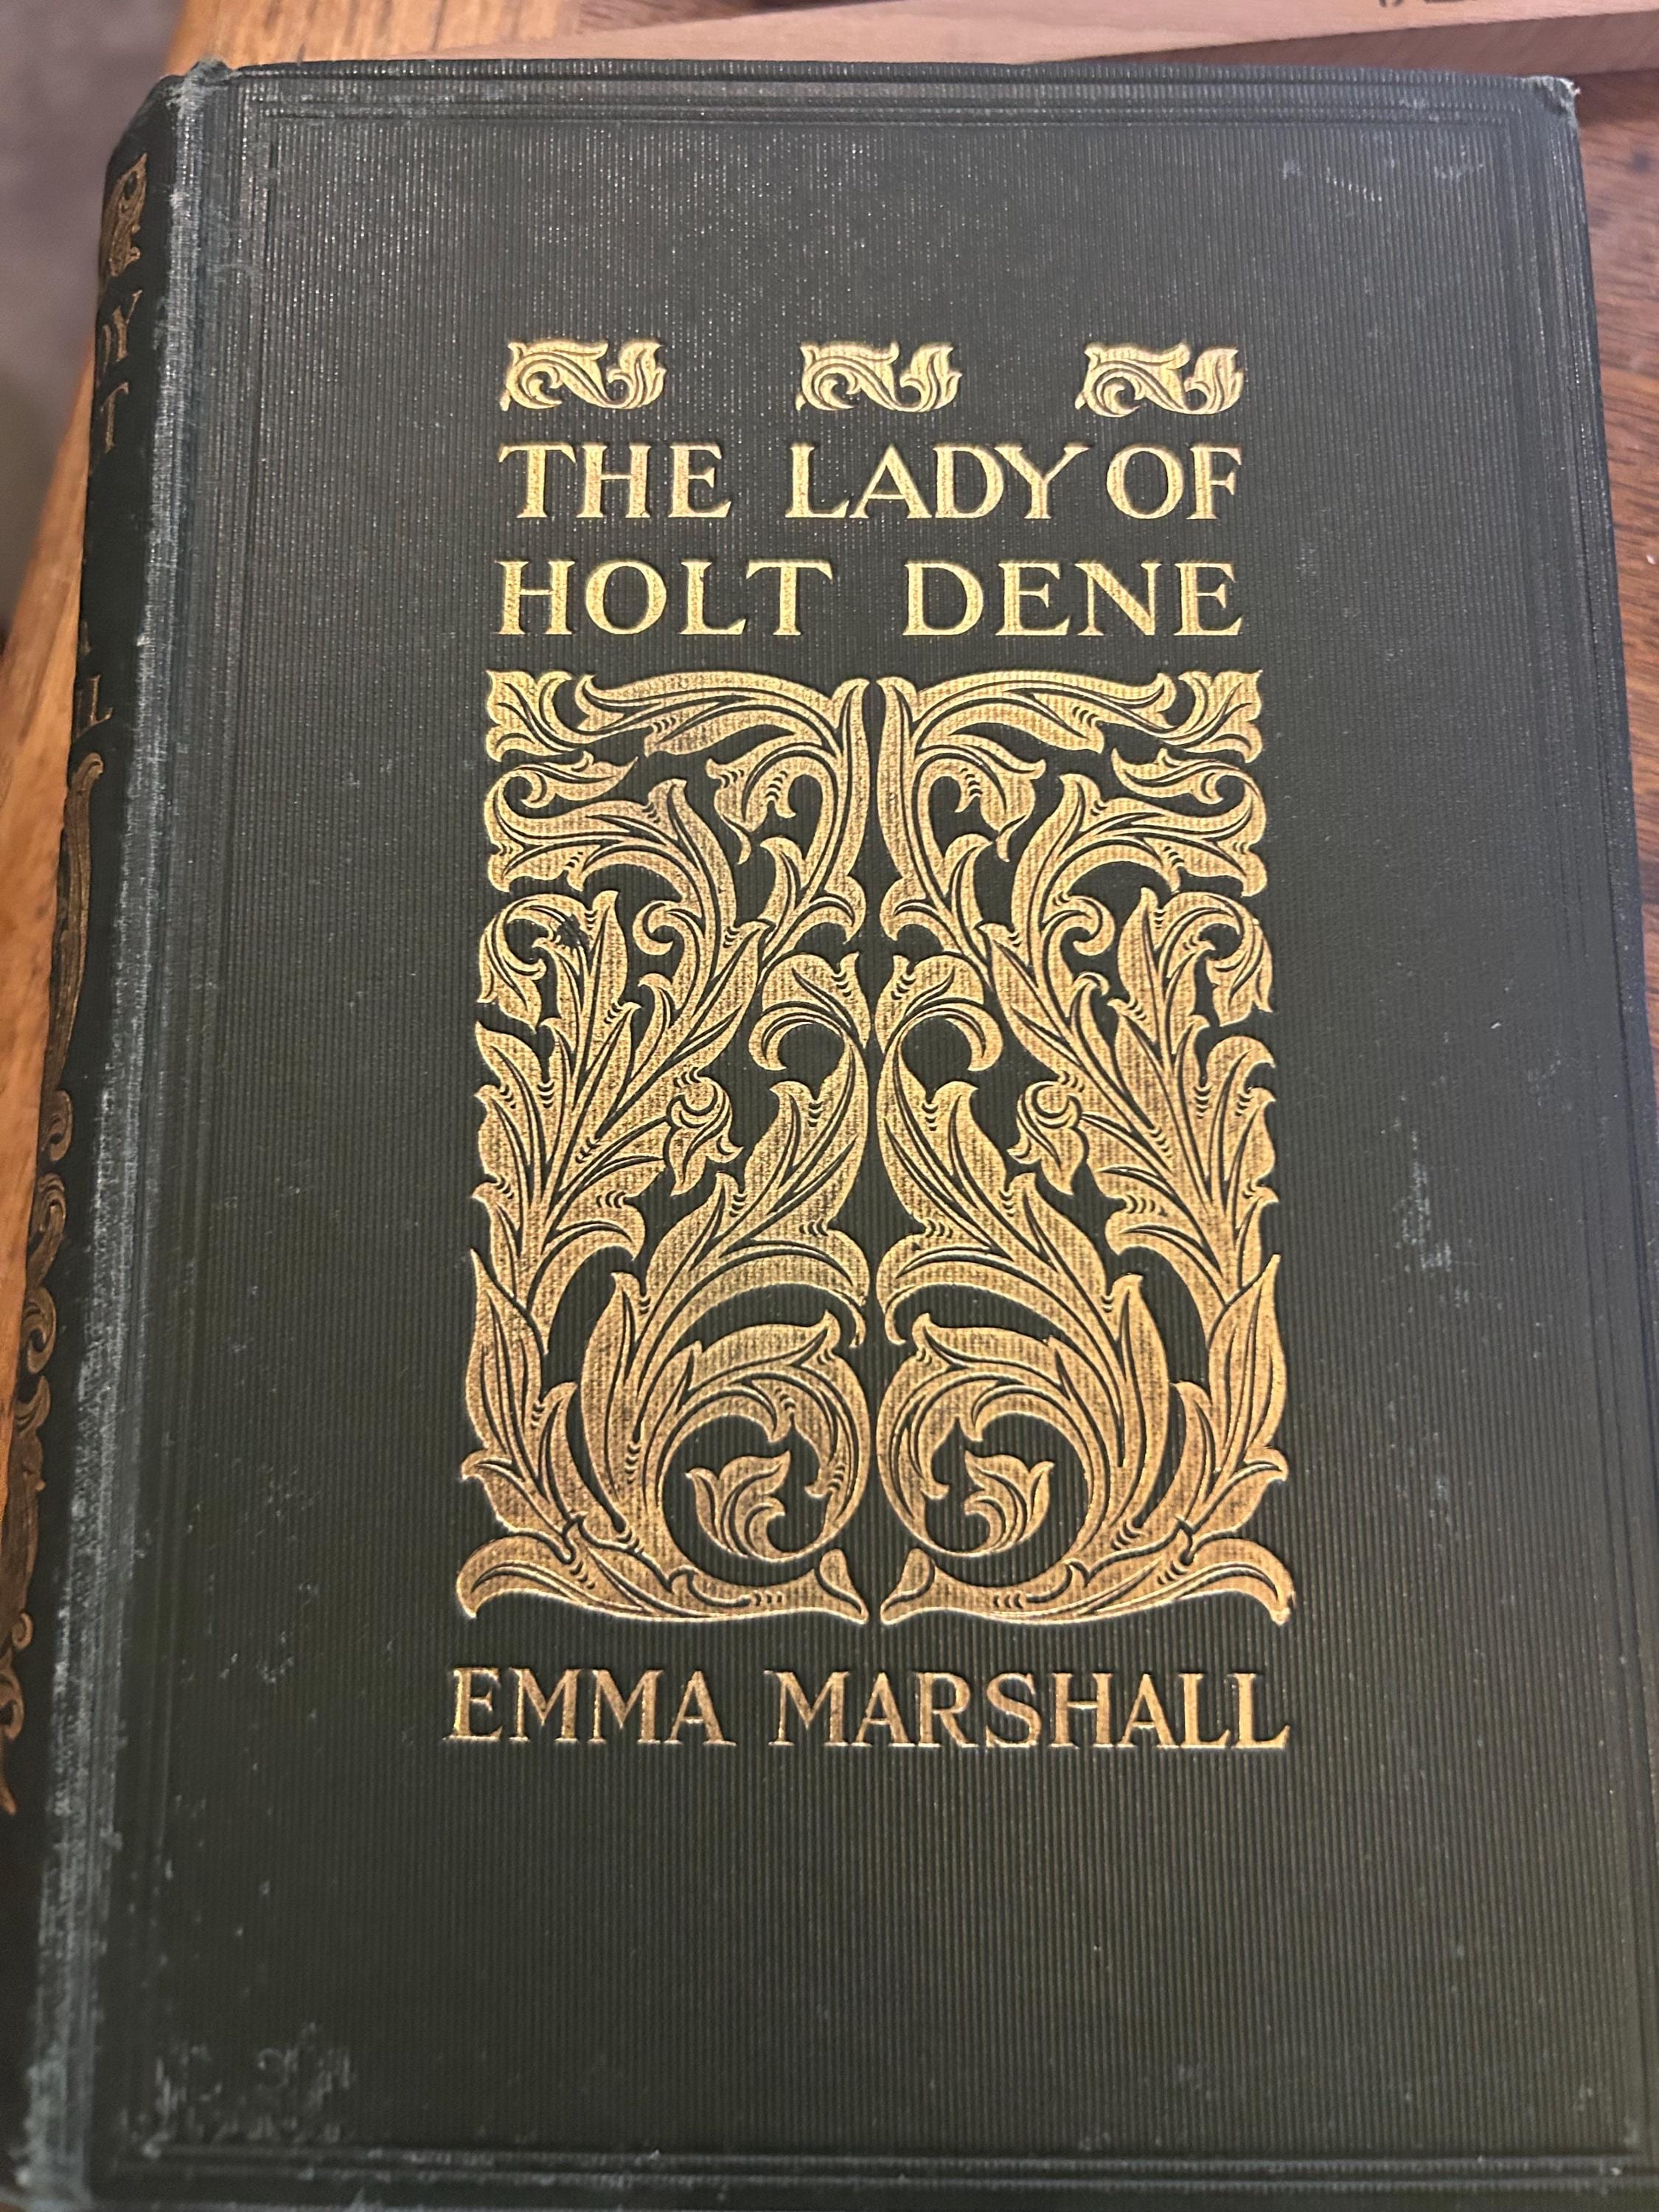 THE LADY OF
HOLT DENE
EMMA MARSHALL